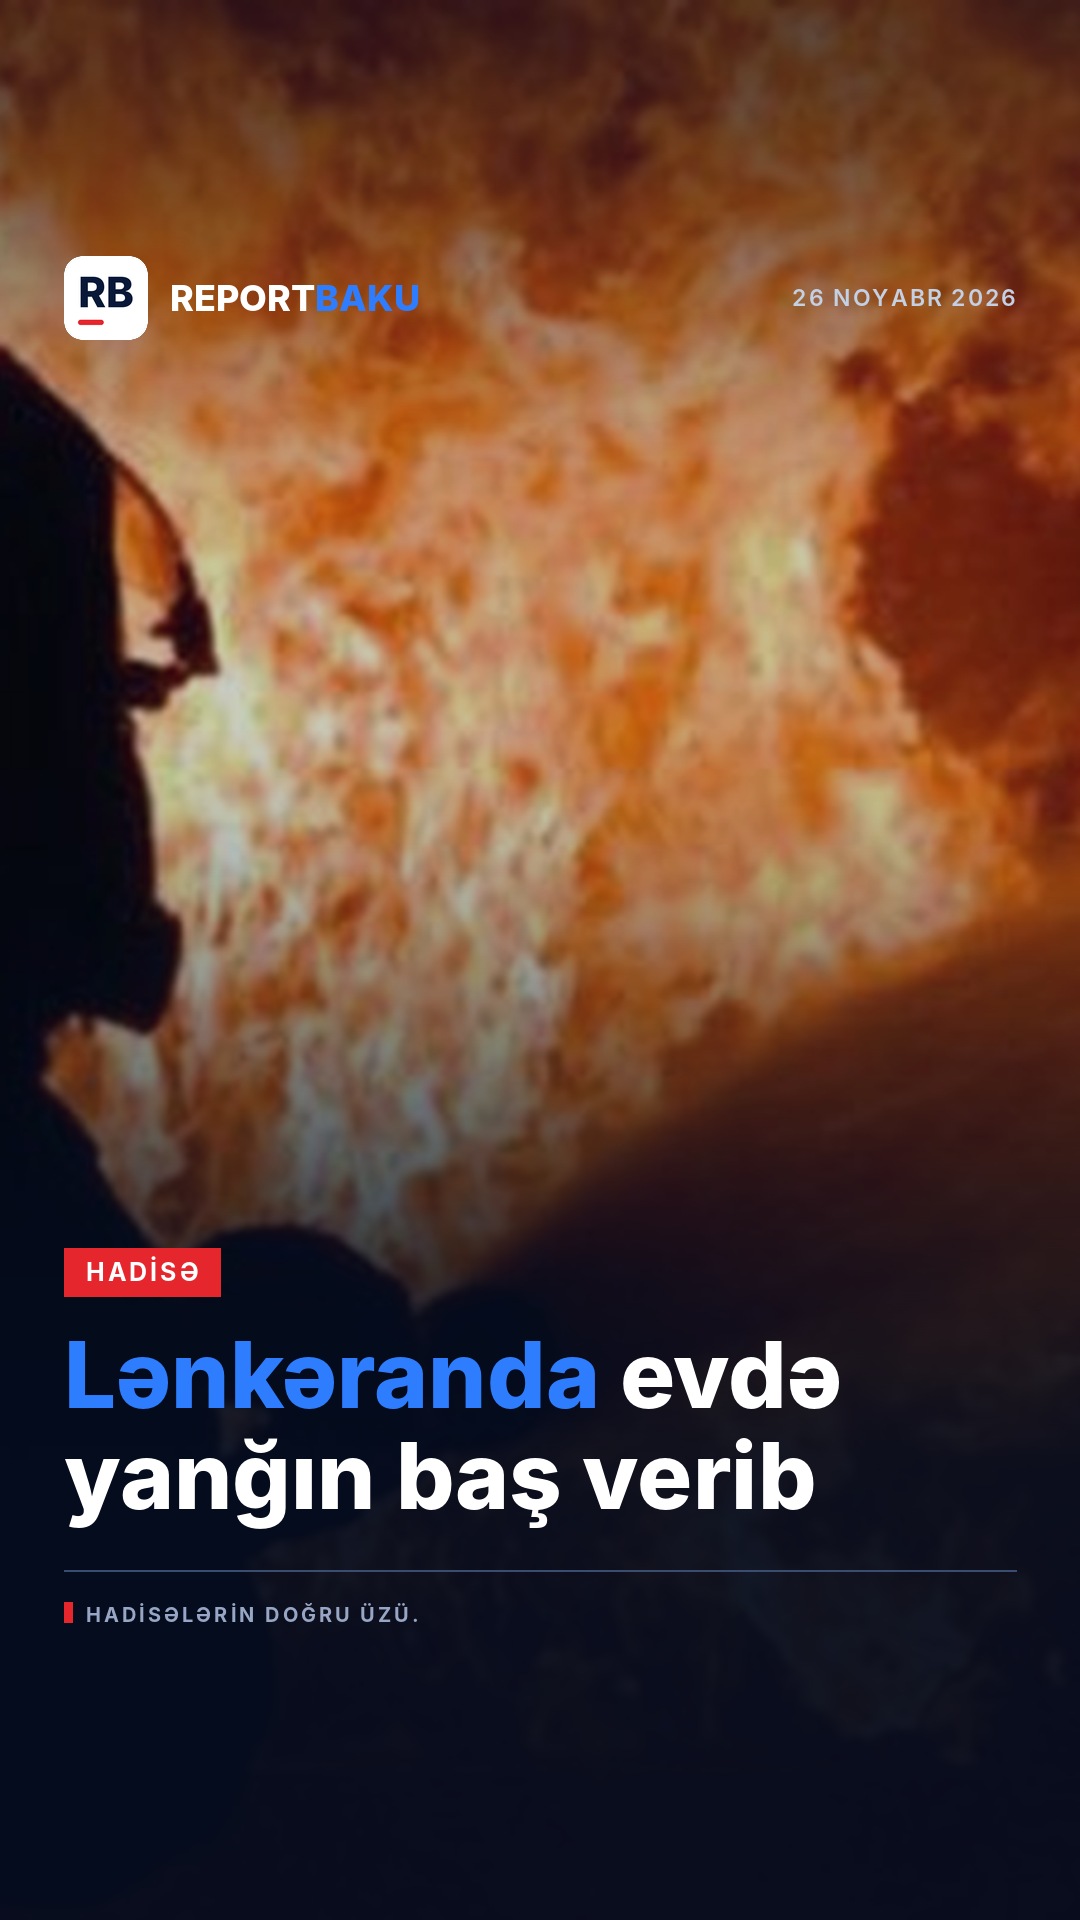 RB
REPORTBAKU
26 NOYABR 2026
HADİSƏ
Lənkəranda evdə
yanğın baş verib
HADİSƏLƏRİN DOĞRU ÜZÜ.